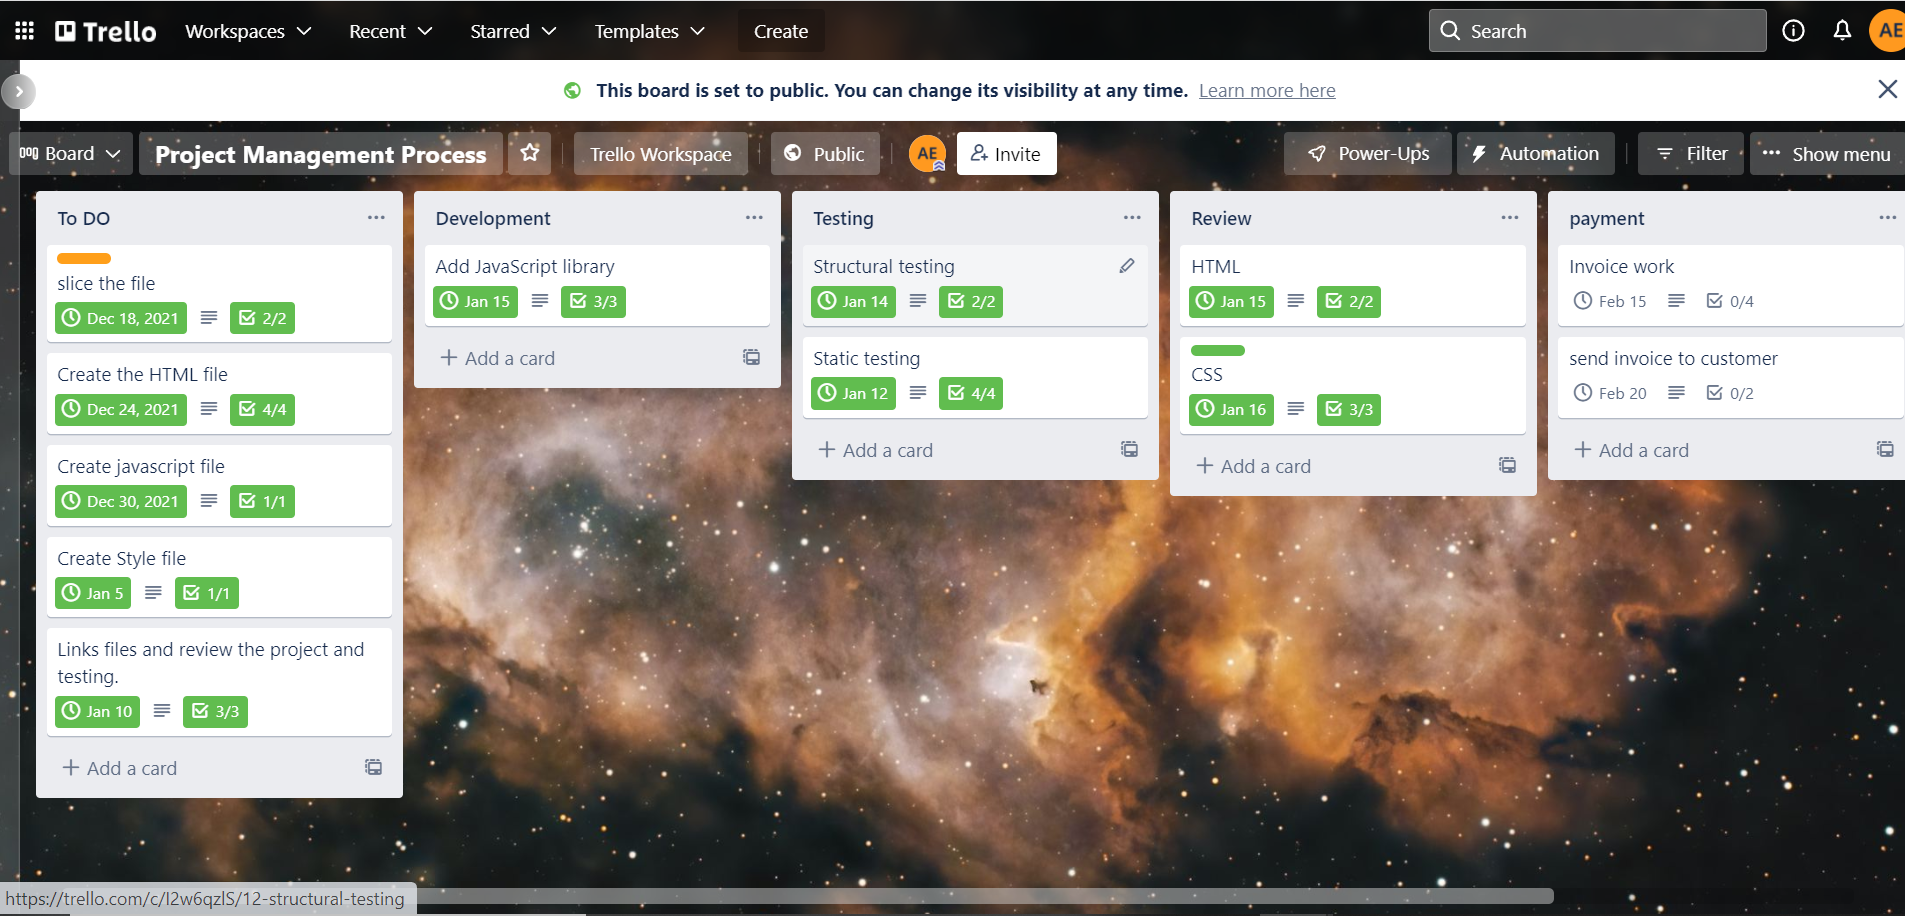 Trello Workspaces Recent Starred Templates Create Search AE
This board is set to public. You can change its visibility at any time. Learn more here
Board Project Management Process Trello Workspace Public AE Invite Power-Ups Automation Filter Show menu
To DO
slice the file
Dec 18, 2021 2/2
Create the HTML file
Dec 24, 2021 4/4
Create javascript file
Dec 30, 2021 1/1
Create Style file
Jan 5 1/1
Links files and review the project and
testing.
Jan 10 3/3
Add a card
Development
Add JavaScript library
Jan 15 3/3
Add a card
Testing
Structural testing
Jan 14 2/2
Static testing
Jan 12 4/4
Add a card
Review
HTML
Jan 15 2/2
CSS
Jan 16 3/3
Add a card
payment
Invoice work
Feb 15 0/4
send invoice to customer
Feb 20 0/2
Add a card
https://trello.com/c/l2w6qzlS/12-structural-testing